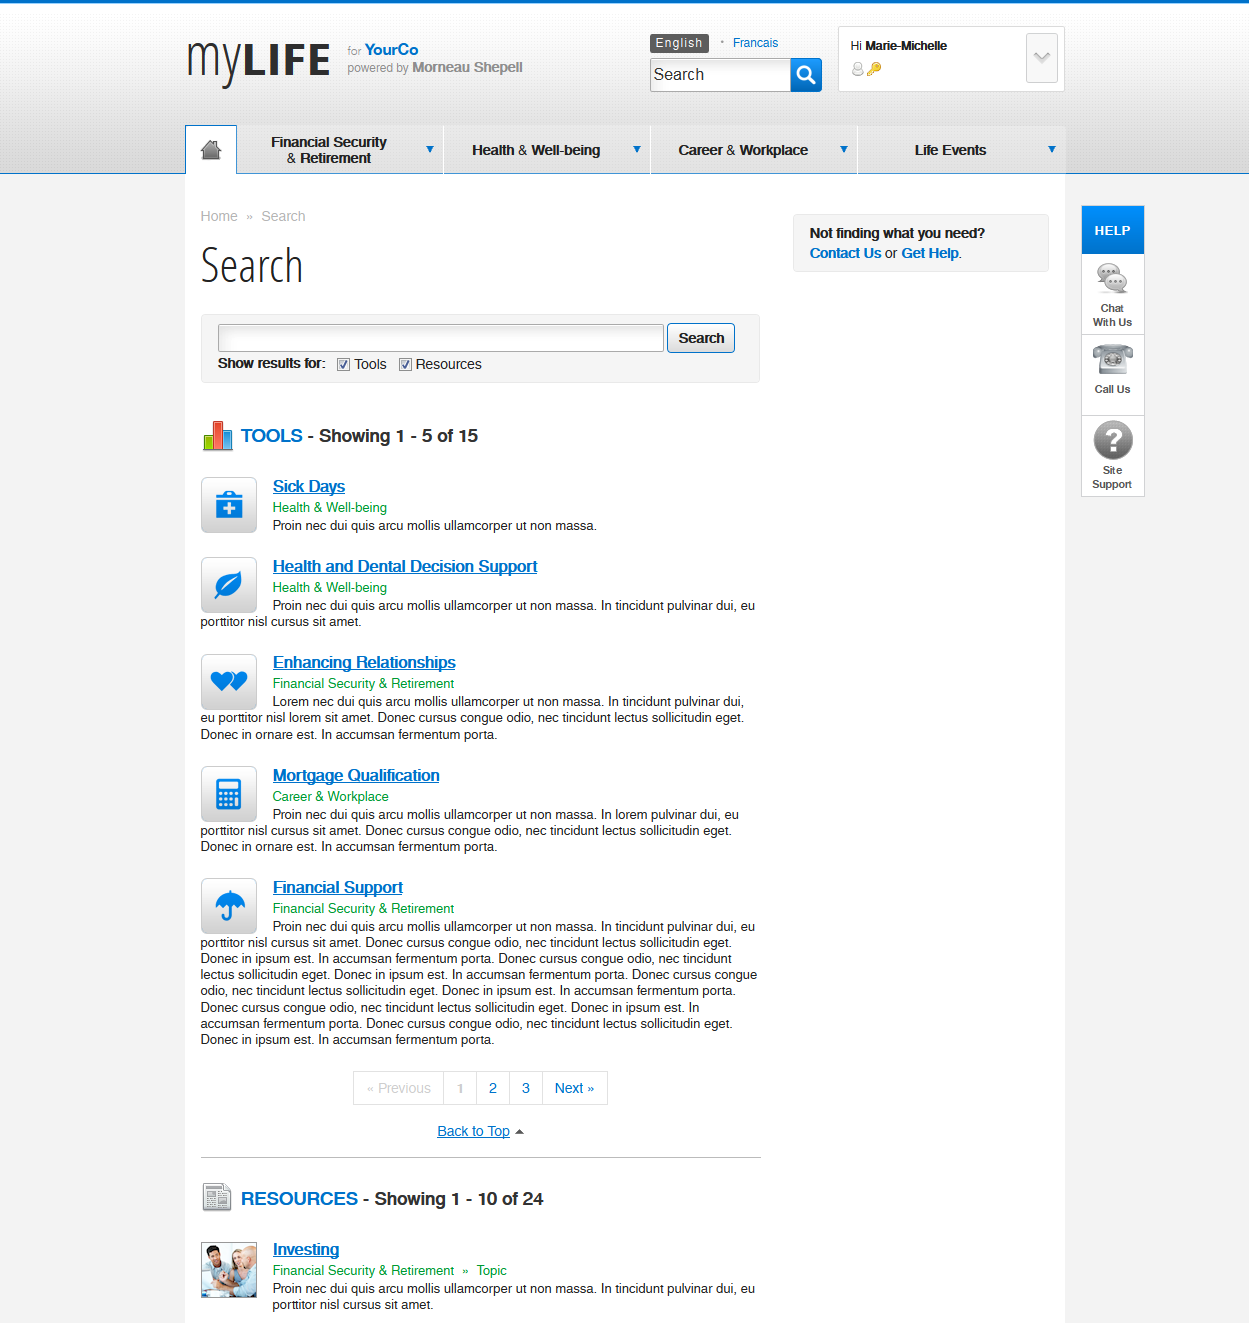 myLIFE for YourCo
powered by Morneau Shepell
English · Francais
Search
Hi Marie-Michelle
Financial Security
& Retirement
Health & Well-being
Career & Workplace
Life Events
Home » Search
Search
Search
Show results for: Tools Resources
Not finding what you need?
Contact Us or Get Help.
HELP
Chat
With Us
Call Us
?
Site
Support
TOOLS - Showing 1 - 5 of 15
Sick Days
Health & Well-being
Proin nec dui quis arcu mollis ullamcorper ut non massa.
Health and Dental Decision Support
Health & Well-being
Proin nec dui quis arcu mollis ullamcorper ut non massa. In tincidunt pulvinar dui, eu
porttitor nisl cursus sit amet.
Enhancing Relationships
Financial Security & Retirement
Lorem nec dui quis arcu mollis ullamcorper ut non massa. In tincidunt pulvinar dui,
eu porttitor nisl lorem sit amet. Donec cursus congue odio, nec tincidunt lectus sollicitudin eget.
Donec in ornare est. In accumsan fermentum porta.
Mortgage Qualification
Career & Workplace
Proin nec dui quis arcu mollis ullamcorper ut non massa. In lorem pulvinar dui, eu
porttitor nisl cursus sit amet. Donec cursus congue odio, nec tincidunt lectus sollicitudin eget.
Donec in ornare est. In accumsan fermentum porta.
Financial Support
Financial Security & Retirement
Proin nec dui quis arcu mollis ullamcorper ut non massa. In tincidunt pulvinar dui, eu
porttitor nisl cursus sit amet. Donec cursus congue odio, nec tincidunt lectus sollicitudin eget.
Donec in ipsum est. In accumsan fermentum porta. Donec cursus congue odio, nec tincidunt
lectus sollicitudin eget. Donec in ipsum est. In accumsan fermentum porta. Donec cursus congue
odio, nec tincidunt lectus sollicitudin eget. Donec in ipsum est. In accumsan fermentum porta.
Donec cursus congue odio, nec tincidunt lectus sollicitudin eget. Donec in ipsum est. In
accumsan fermentum porta. Donec cursus congue odio, nec tincidunt lectus sollicitudin eget.
Donec in ipsum est. In accumsan fermentum porta.
« Previous 1 2 3 Next »
Back to Top
RESOURCES - Showing 1 - 10 of 24
Investing
Financial Security & Retirement » Topic
Proin nec dui quis arcu mollis ullamcorper ut non massa. In tincidunt pulvinar dui, eu
porttitor nisl cursus sit amet.